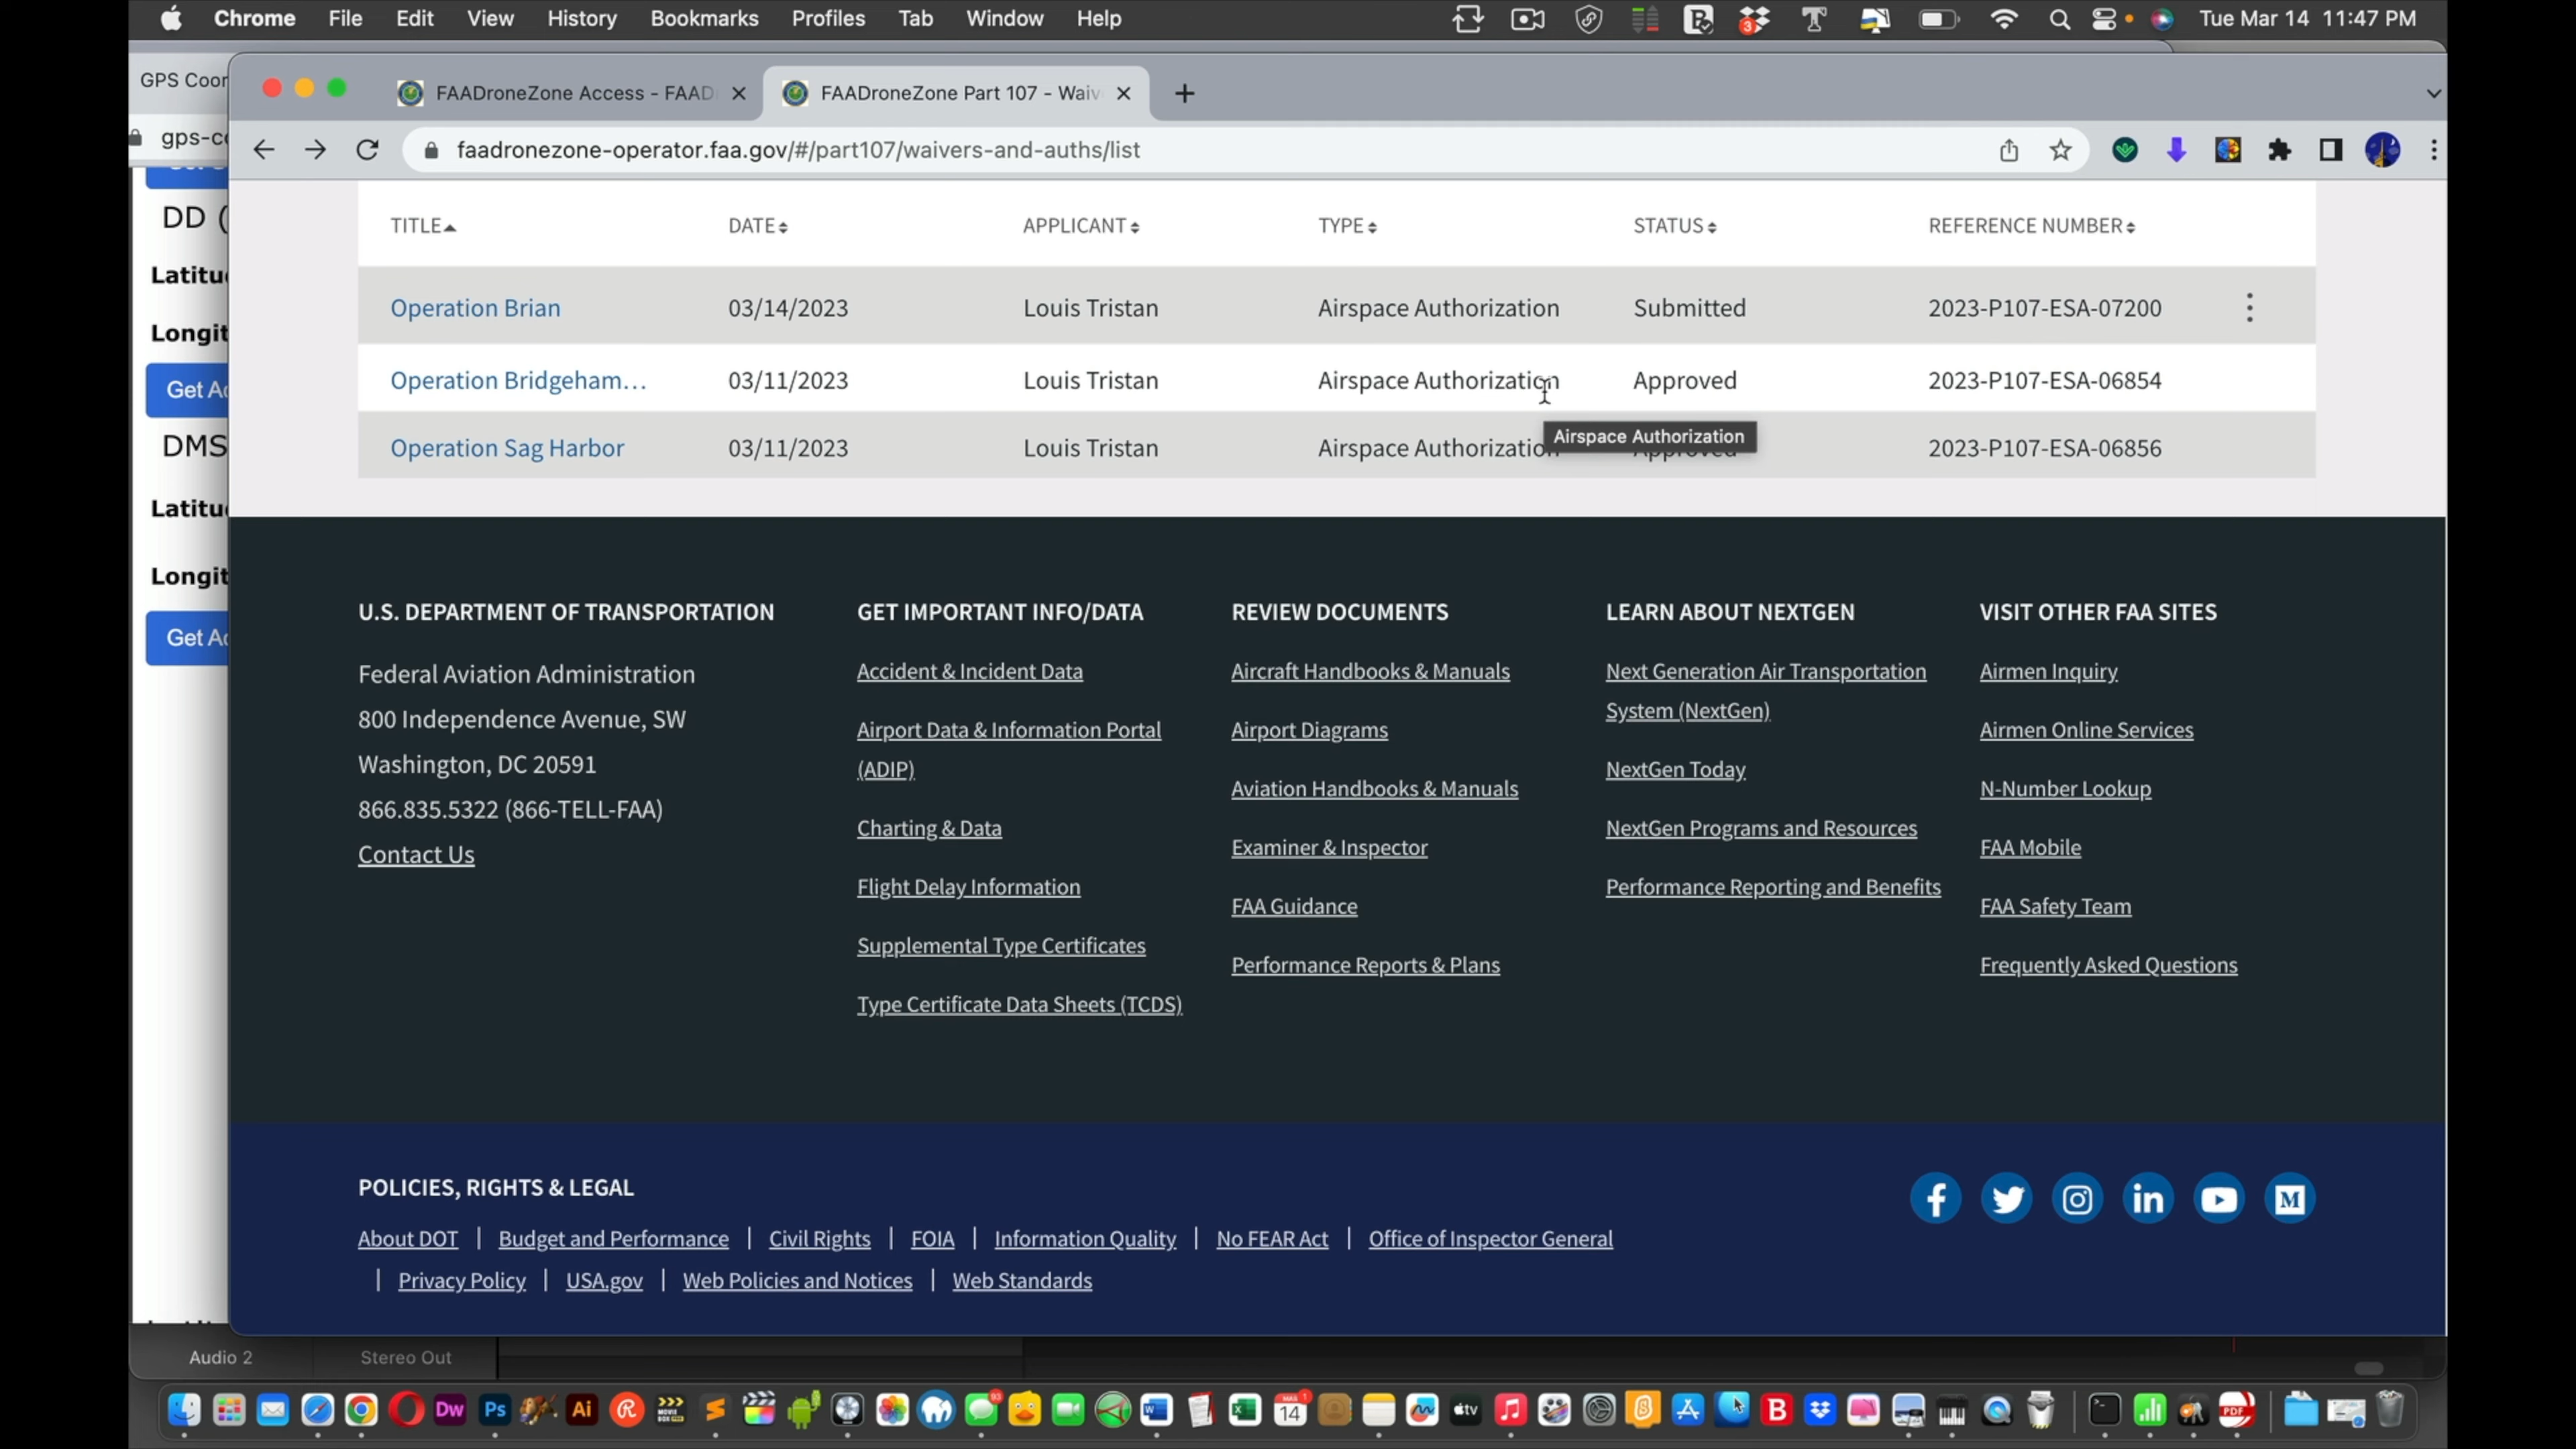 Chrome File Edit View History Bookmarks Profiles Tab Window Help
3
Tue Mar 14 11:47 PM
GPS Coor
FAADroneZone Access - FAAD
FAADroneZone Part 107 - Waiv
gps-c
faadronezone-operator.faa.gov/#/part107/waivers-and-auths/list
DD (
Latitu
Longit
Get A
DMS
Latitu
Longit
Get A
TITLE DATE APPLICANT TYPE STATUS REFERENCE NUMBER
Operation Brian 03/14/2023 Louis Tristan Airspace Authorization Submitted 2023-P107-ESA-07200
Operation Bridgeham... 03/11/2023 Louis Tristan Airspace Authorization Approved 2023-P107-ESA-06854
Airspace Authorization
Operation Sag Harbor 03/11/2023 Louis Tristan Airspace Authorization Approved 2023-P107-ESA-06856
U.S. DEPARTMENT OF TRANSPORTATION
Federal Aviation Administration
800 Independence Avenue, SW
Washington, DC 20591
866.835.5322 (866-TELL-FAA)
Contact Us
GET IMPORTANT INFO/DATA
Accident & Incident Data
Airport Data & Information Portal
(ADIP)
Charting & Data
Flight Delay Information
Supplemental Type Certificates
Type Certificate Data Sheets (TCDS)
REVIEW DOCUMENTS
Aircraft Handbooks & Manuals
Airport Diagrams
Aviation Handbooks & Manuals
Examiner & Inspector
FAA Guidance
Performance Reports & Plans
LEARN ABOUT NEXTGEN
Next Generation Air Transportation
System (NextGen)
NextGen Today
NextGen Programs and Resources
Performance Reporting and Benefits
VISIT OTHER FAA SITES
Airmen Inquiry
Airmen Online Services
N-Number Lookup
FAA Mobile
FAA Safety Team
Frequently Asked Questions
POLICIES, RIGHTS & LEGAL
About DOT | Budget and Performance | Civil Rights | FOIA | Information Quality | No FEAR Act | Office of Inspector General
| Privacy Policy | USA.gov | Web Policies and Notices | Web Standards
Audio 2 Stereo Out
Dw Ps Ai 93 14 tv B PDF